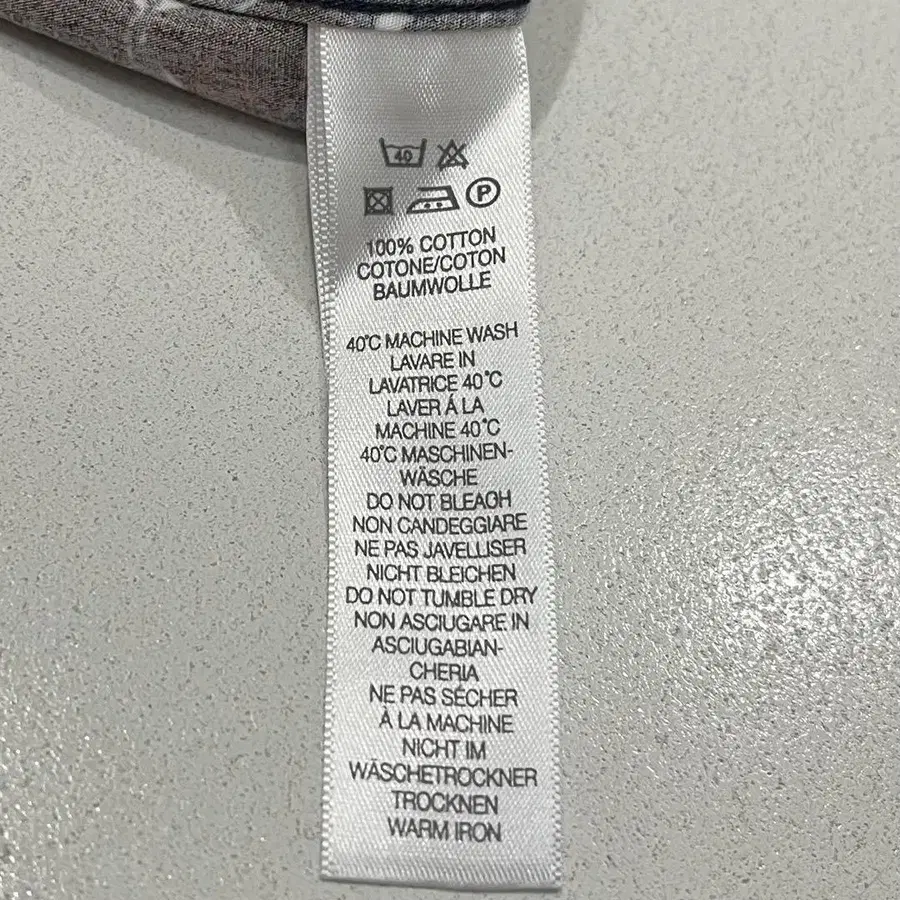 40
P
100% COTTON
COTONE/COTON
BAUMWOLLE
40°C MACHINE WASH
LAVARE IN
LAVATRICE 40°C
LAVER Á LA
MACHINE 40°C
40°C MASCHINEN-
WÄSCHE
DO NOT BLEAGH
NON CANDEGGIARE
NE PAS JAVELLISER
NICHT BLEICHEN
DO NOT TUMBLE DRY
NON ASCIUGARE IN
ASCIUGABIAN-
CHERIA
NE PAS SÉCHER
Á LA MACHINE
NICHT IM
WÄSCHETROCKNER
TROCKNEN
WARM IRON